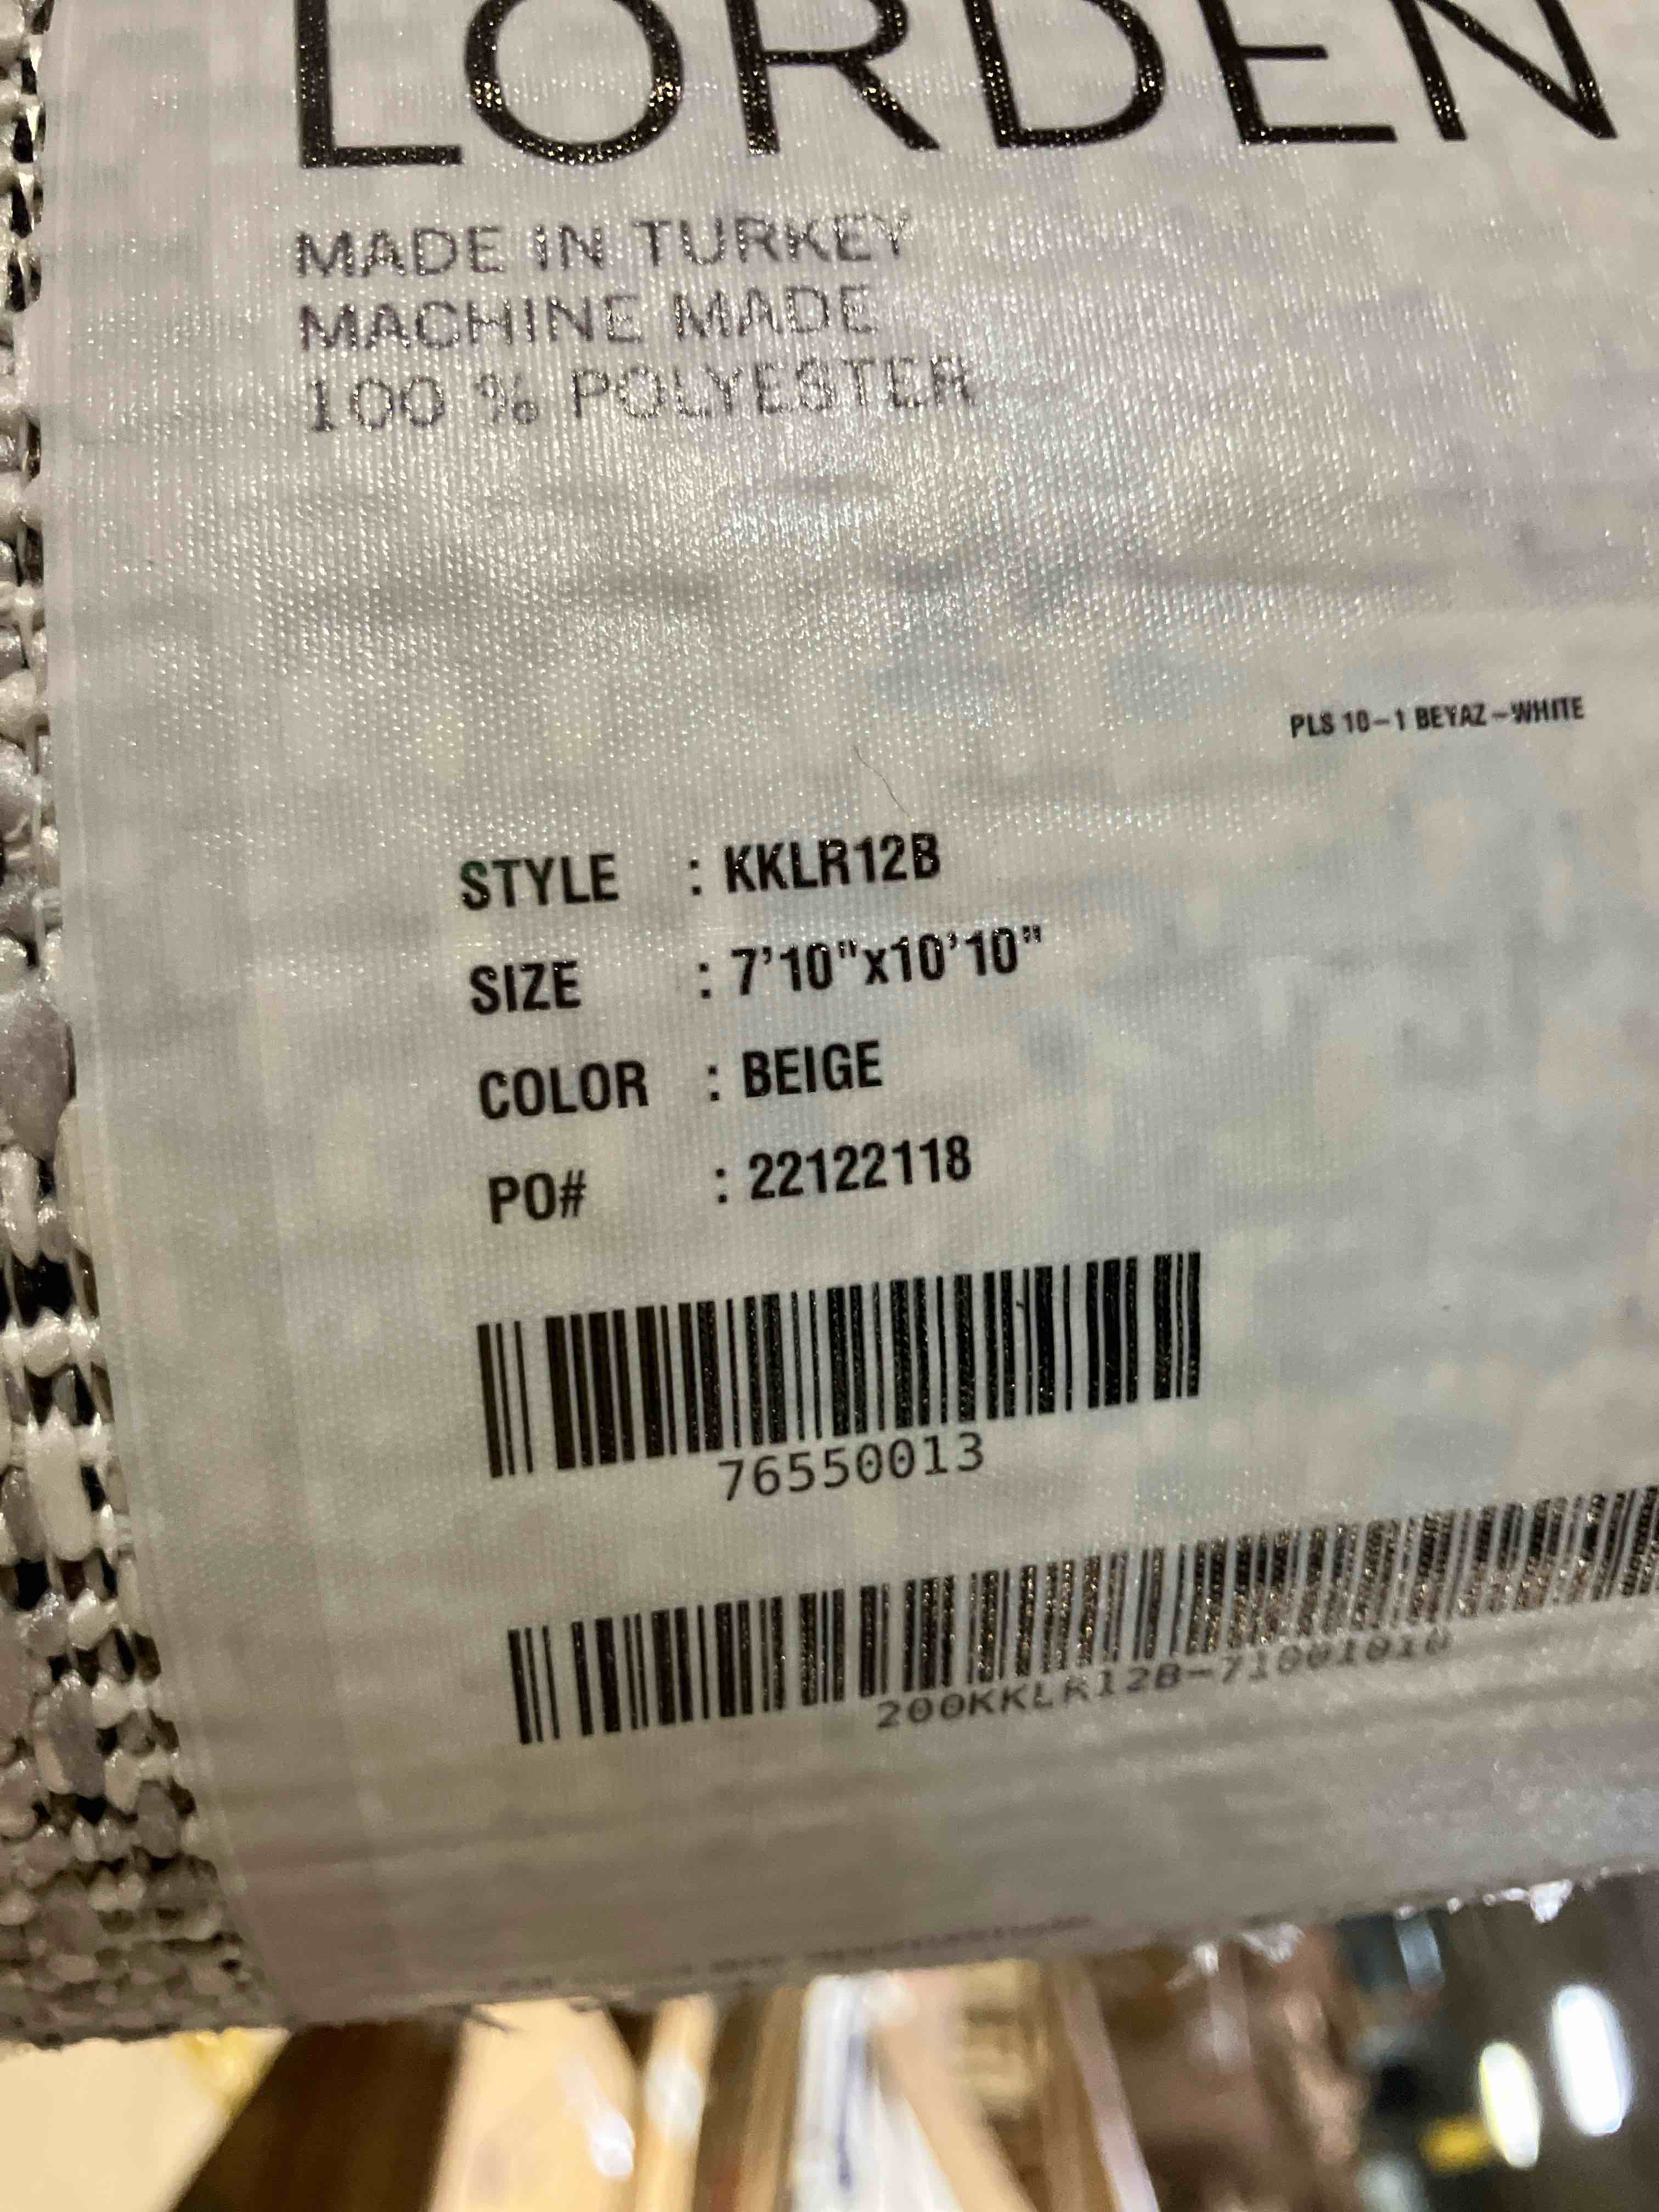 LORDEN
MADE IN TURKEY
MACHINE MADE
100 % POLYESTER
PLS 10-1 BEYAZ-WHITE
STYLE : KKLR12B
SIZE : 7'10"x10'10"
COLOR : BEIGE
PO# : 22122118
76550013
200KKLR12B-71001010